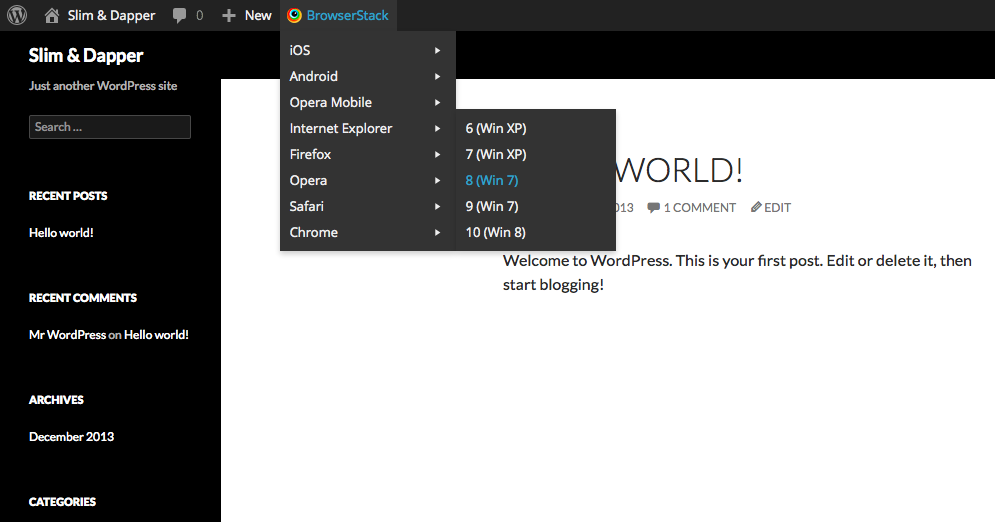 Slim & Dapper 0 New BrowserStack
Slim & Dapper
Just another WordPress site
Search ...
RECENT POSTS
Hello world!
RECENT COMMENTS
Mr WordPress on Hello world!
ARCHIVES
December 2013
CATEGORIES
iOS
Android
Opera Mobile
Internet Explorer
Firefox
Opera
Safari
Chrome
6 (Win XP)
7 (Win XP)
8 (Win 7)
9 (Win 7)
10 (Win 8)
WORLD!
013 1 COMMENT EDIT
Welcome to WordPress. This is your first post. Edit or delete it, then
start blogging!